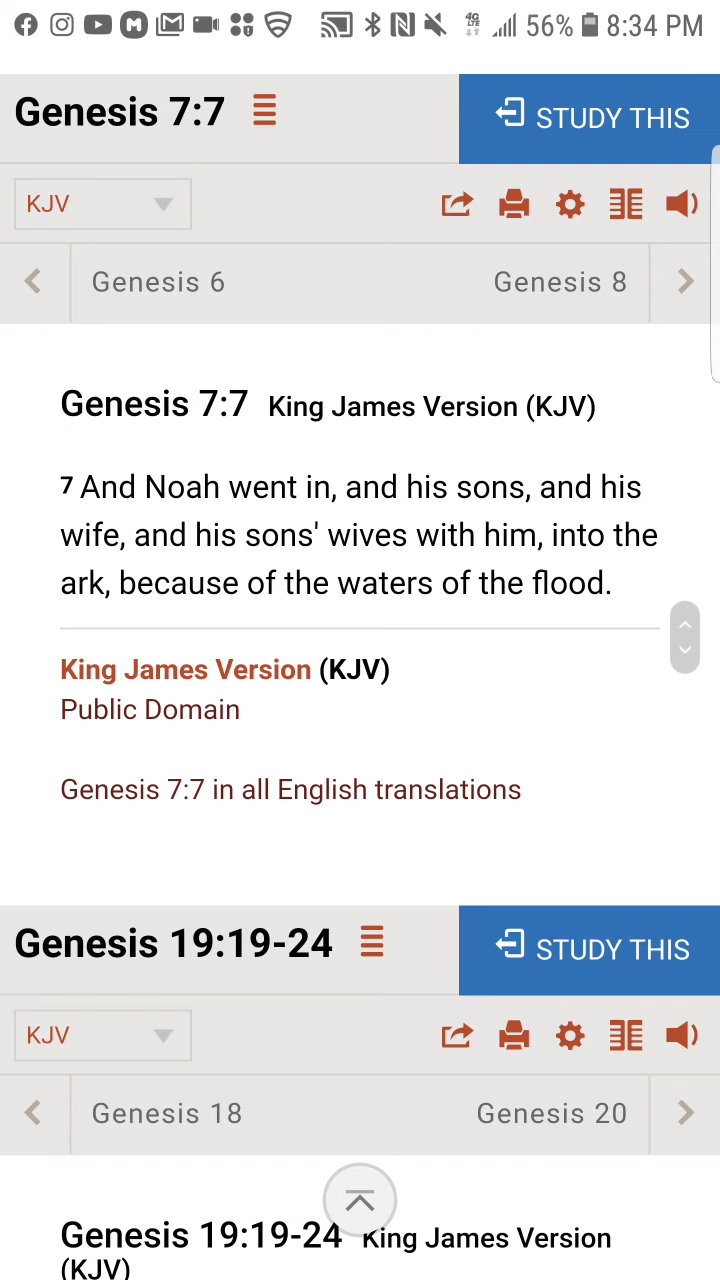 4G LTE 56% 8:34 PM
Genesis 7:7 STUDY THIS
KJV
Genesis 6 Genesis 8
Genesis 7:7 King James Version (KJV)
7 And Noah went in, and his sons, and his
wife, and his sons' wives with him, into the
ark, because of the waters of the flood.
King James Version (KJV)
Public Domain
Genesis 7:7 in all English translations
Genesis 19:19-24 STUDY THIS
KJV
Genesis 18 Genesis 20
Genesis 19:19-24 King James Version
(KJV)